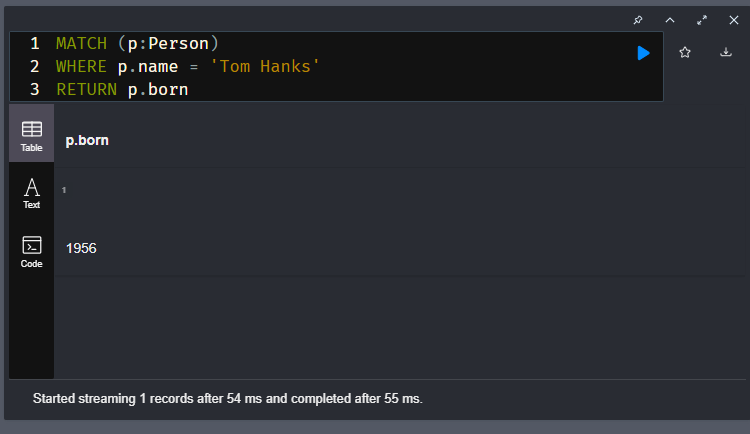 1 MATCH (p:Person)
2 WHERE p.name = 'Tom Hanks'
3 RETURN p.born
Table
p.born
1
Text
1956
Code
Started streaming 1 records after 54 ms and completed after 55 ms.